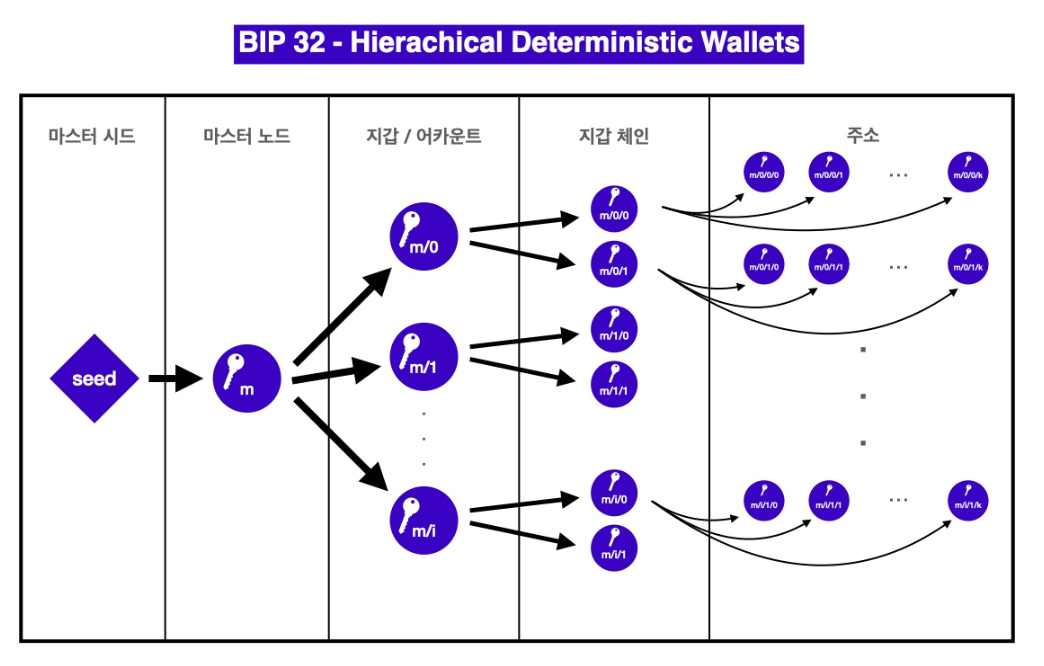 BIP 32 - Hierachical Deterministic Wallets
마스터 시드
마스터 노드
지갑 / 어카운트
지갑 체인
주소
seed
m
m/0
m/1
.
.
.
m/i
m/0/0
m/0/1
m/1/0
m/1/1
m/i/0
m/i/1
m/0/0/0
m/0/0/1
...
m/0/0/k
m/0/1/0
m/0/1/1
...
m/0/1/k
m/i/1/0
m/i/1/1
...
m/i/1/k